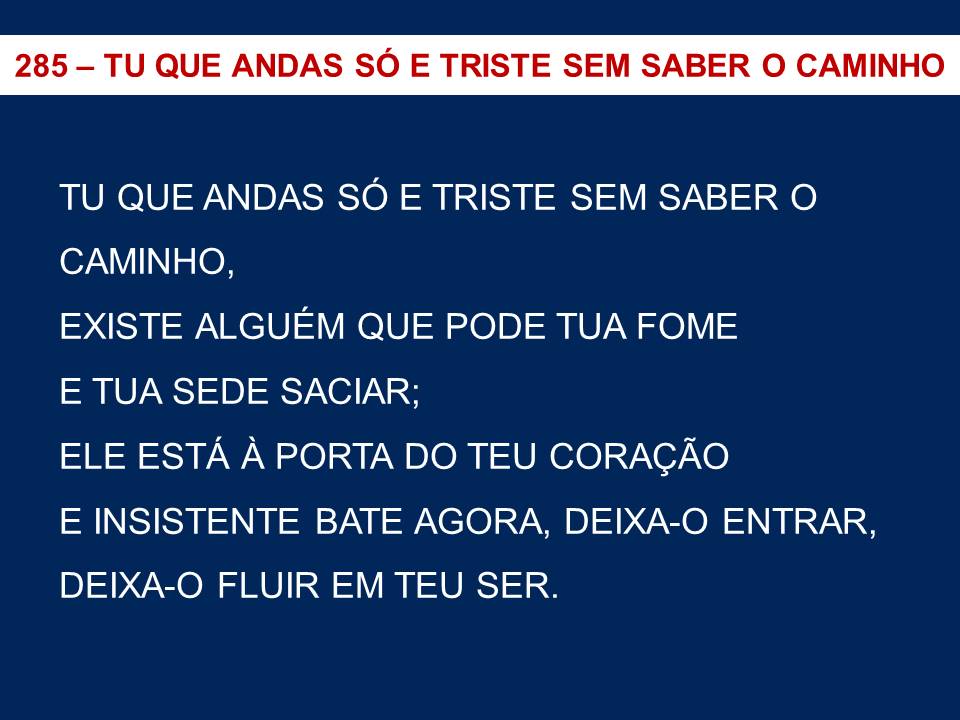 285 – TU QUE ANDAS SÓ E TRISTE SEM SABER O CAMINHO
TU QUE ANDAS SÓ E TRISTE SEM SABER O
CAMINHO,
EXISTE ALGUÉM QUE PODE TUA FOME
E TUA SEDE SACIAR;
ELE ESTÁ À PORTA DO TEU CORAÇÃO
E INSISTENTE BATE AGORA, DEIXA-O ENTRAR,
DEIXA-O FLUIR EM TEU SER.